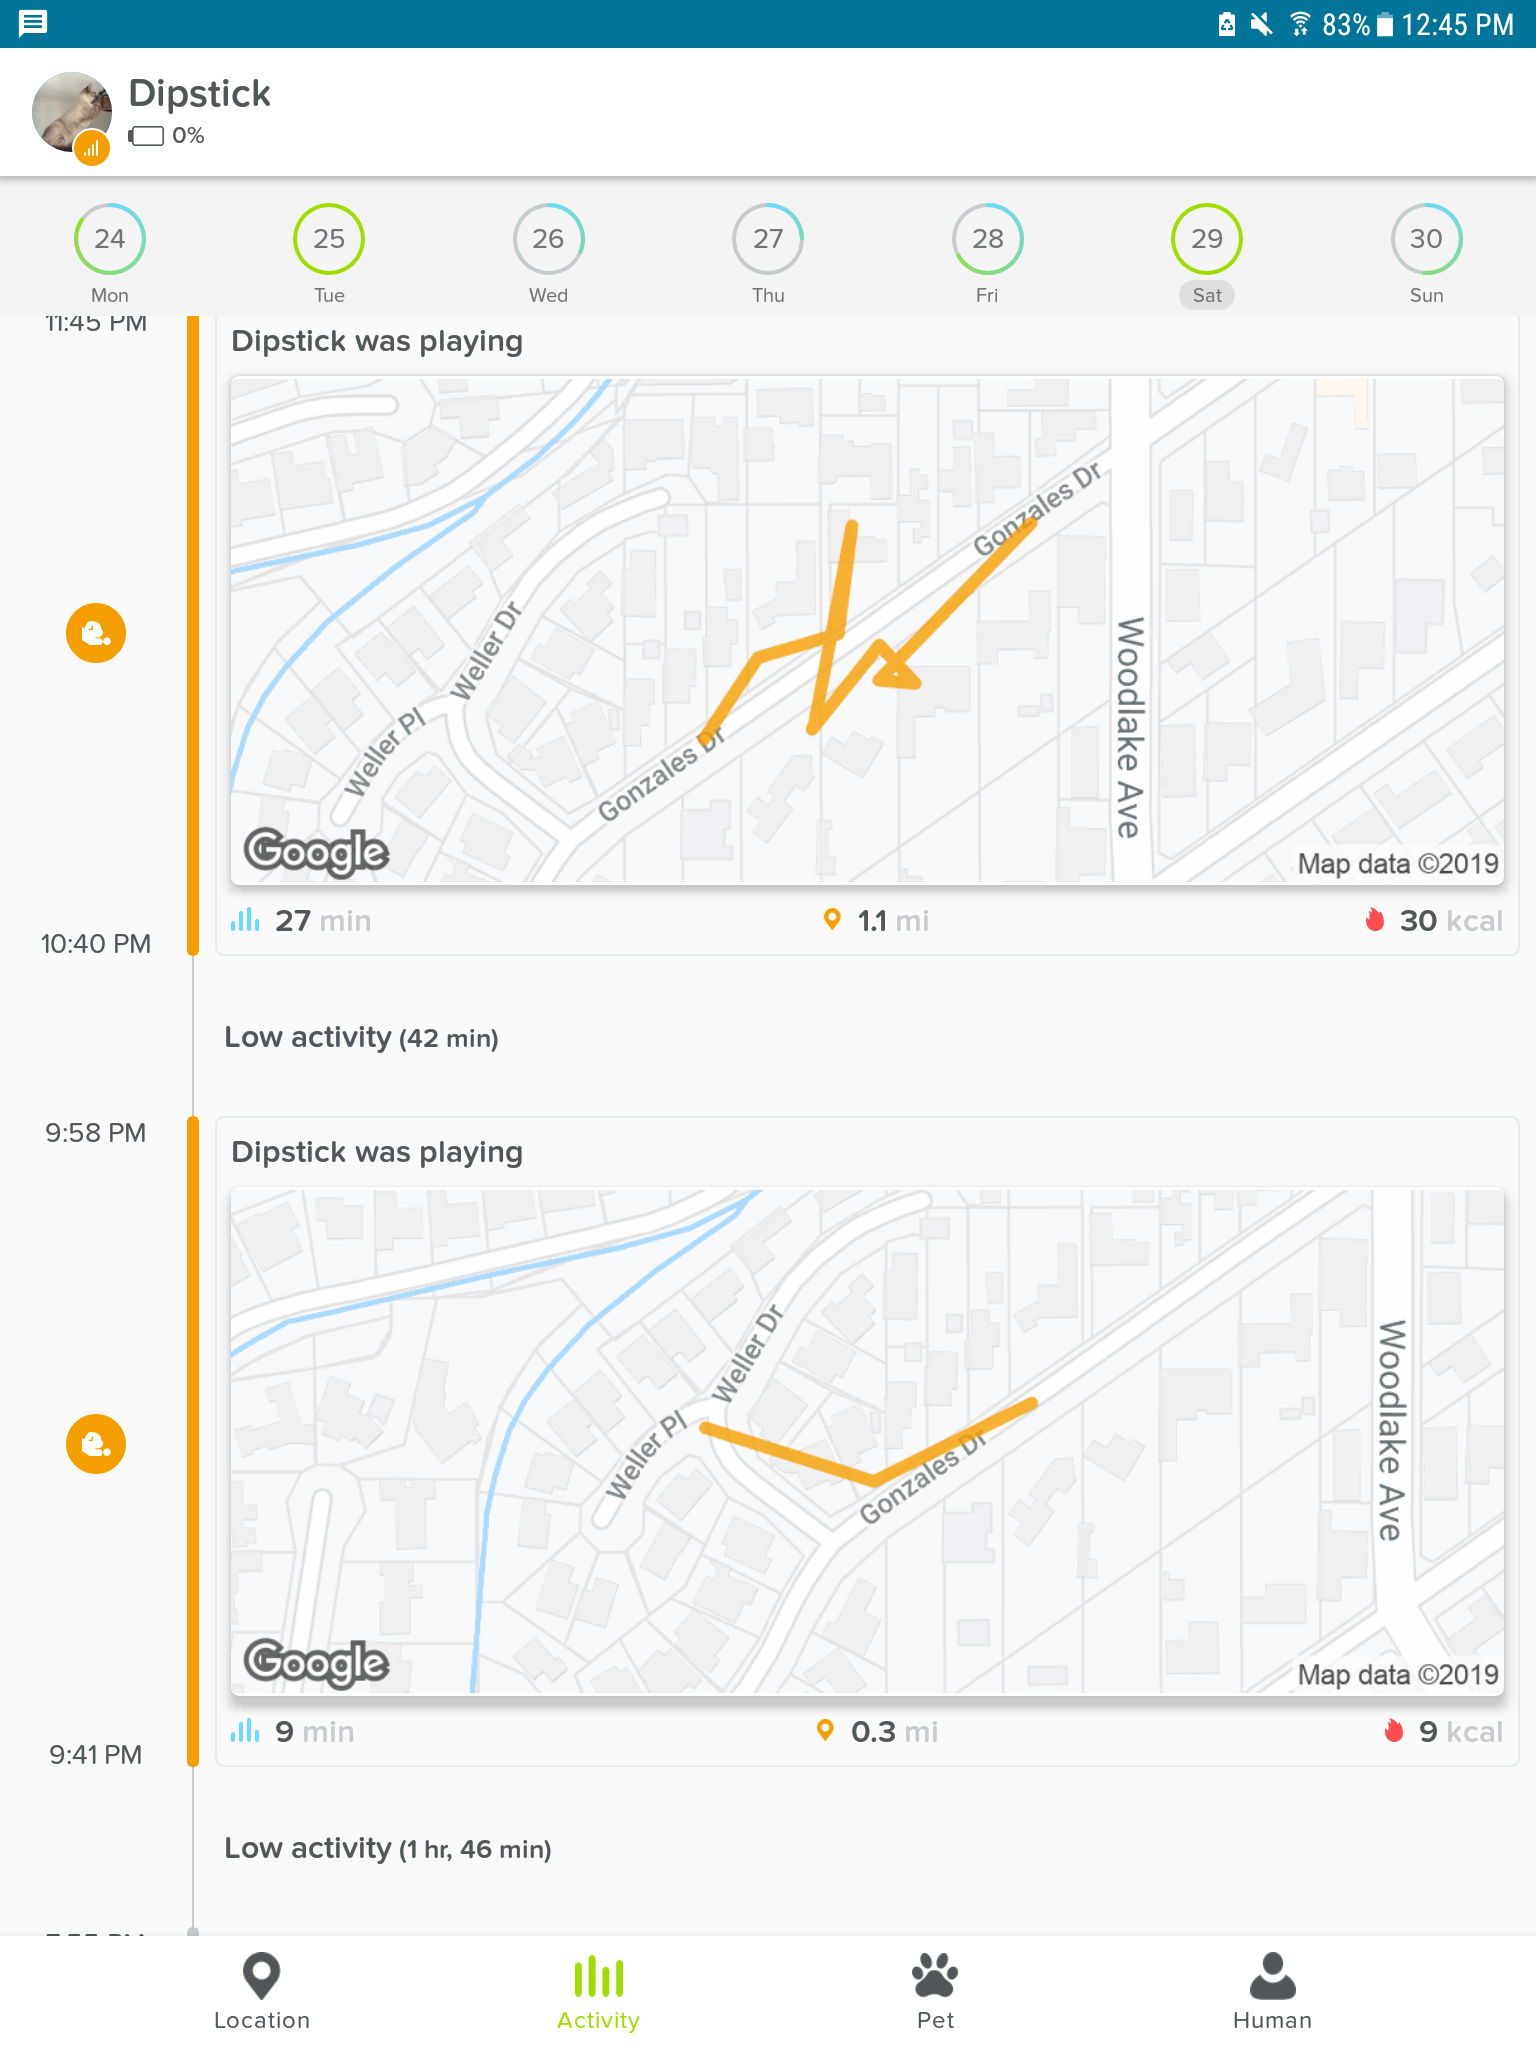 83% 12:45 PM
Dipstick
0%
24 25 26 27 28 29 30
Mon Tue Wed Thu Fri Sat Sun
11:45 PM
Dipstick was playing
Gonzales Dr
Weller Dr
Weller Pl
Gonzales Dr
Woodlake Ave
Google
Map data ©2019
27 min 1.1 mi 30 kcal
10:40 PM
Low activity (42 min)
9:58 PM
Dipstick was playing
Weller Dr
Weller Pl
Gonzales Dr
Woodlake Ave
Google
Map data ©2019
9 min 0.3 mi 9 kcal
9:41 PM
Low activity (1 hr, 46 min)
Location Activity Pet Human